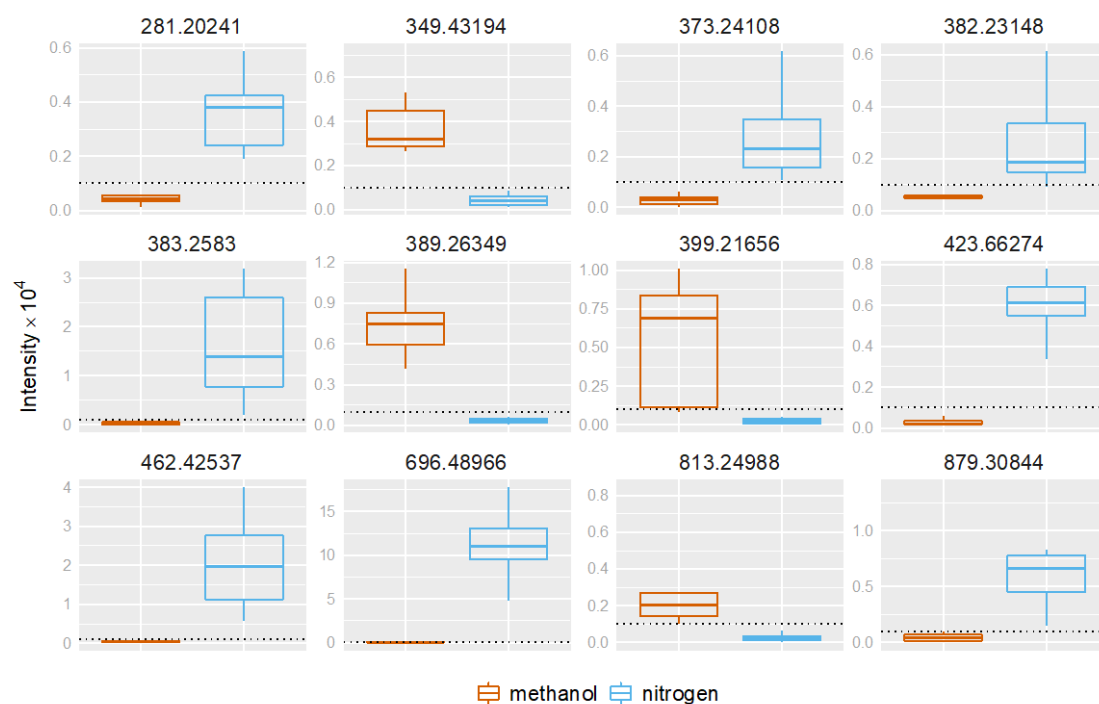 281.20241 349.43194 373.24108 382.23148
0.6 0.4 0.2 0.0
0.6 0.4 0.2 0.0
0.6 0.4 0.2 0.0
0.6 0.4 0.2 0.0
383.2583 389.26349 399.21656 423.66274
3 2 1 0
1.2 0.9 0.6 0.3 0.0
1.00 0.75 0.50 0.25 0.00
0.8 0.6 0.4 0.2 0.0
462.42537 696.48966 813.24988 879.30844
4 3 2 1 0
15 10 5 0
0.8 0.6 0.4 0.2 0.0
1.0 0.5 0.0
Intensity × 10⁴
methanol nitrogen